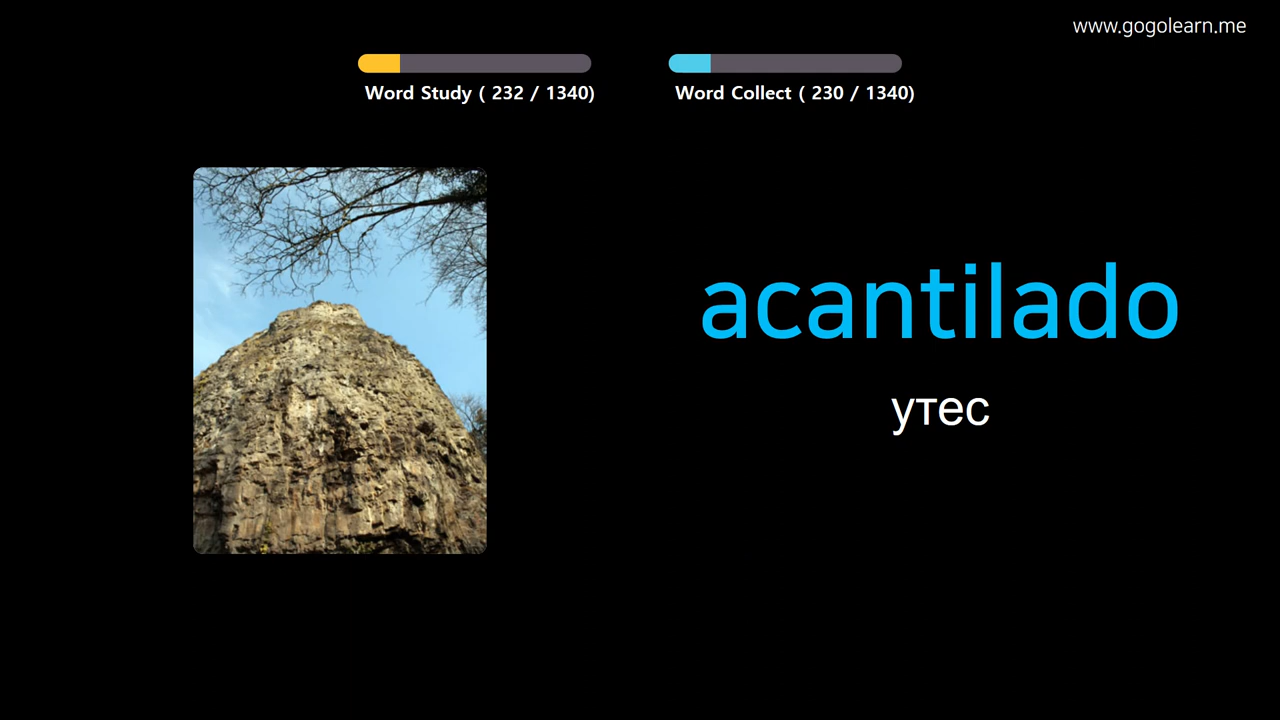 www.gogolearn.me
Word Study ( 232 / 1340)
Word Collect ( 230 / 1340)
acantilado
утес